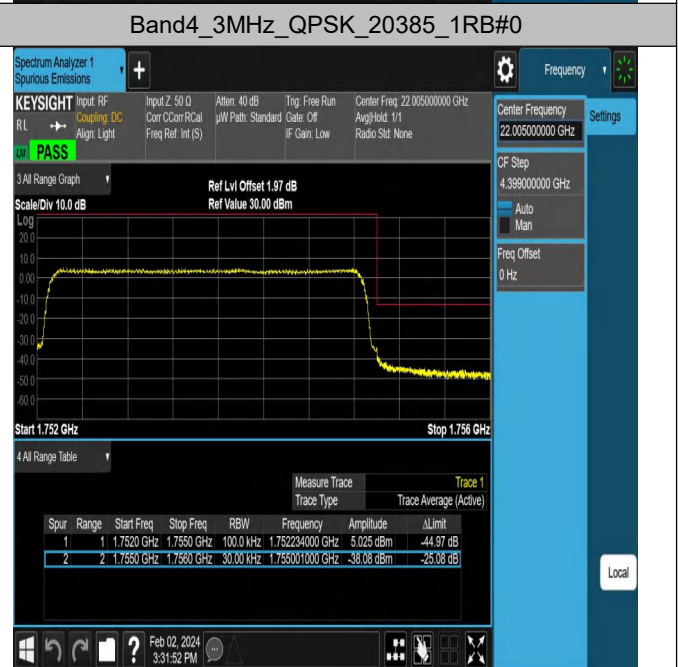 Band4_3MHz_QPSK_20385_1RB#0
Spectrum Analyzer 1
Spurious Emissions
+
Frequency
KEYSIGHT
RL
LXI
PASS
Input: RF
Coupling: DC
Align: Light
Input Z: 50 Ω
Corr CCorr RCal
Freq Ref: Int (S)
Atten: 40 dB
µW Path: Standard
Trig: Free Run
Gate: Off
IF Gain: Low
Center Freq: 22.005000000 GHz
Avg|Hold: 1/1
Radio Std: None
Center Frequency
22.005000000 GHz
Settings
CF Step
4.399000000 GHz
Auto
Man
Freq Offset
0 Hz
3 All Range Graph
Scale/Div 10.0 dB
Ref Lvl Offset 1.97 dB
Ref Value 30.00 dBm
Log
20.0
10.0
0.00
-10.0
-20.0
-30.0
-40.0
-50.0
-60.0
Start 1.752 GHz Stop 1.756 GHz
4 All Range Table
Measure Trace Trace 1
Trace Type Trace Average (Active)
Spur Range Start Freq Stop Freq RBW Frequency Amplitude ΔLimit
1 1 1.7520 GHz 1.7550 GHz 100.0 kHz 1.752234000 GHz 5.025 dBm -44.97 dB
2 2 1.7550 GHz 1.7560 GHz 30.00 kHz 1.755001000 GHz -38.08 dBm -25.08 dB
Local
?
Feb 02, 2024
3:31:52 PM